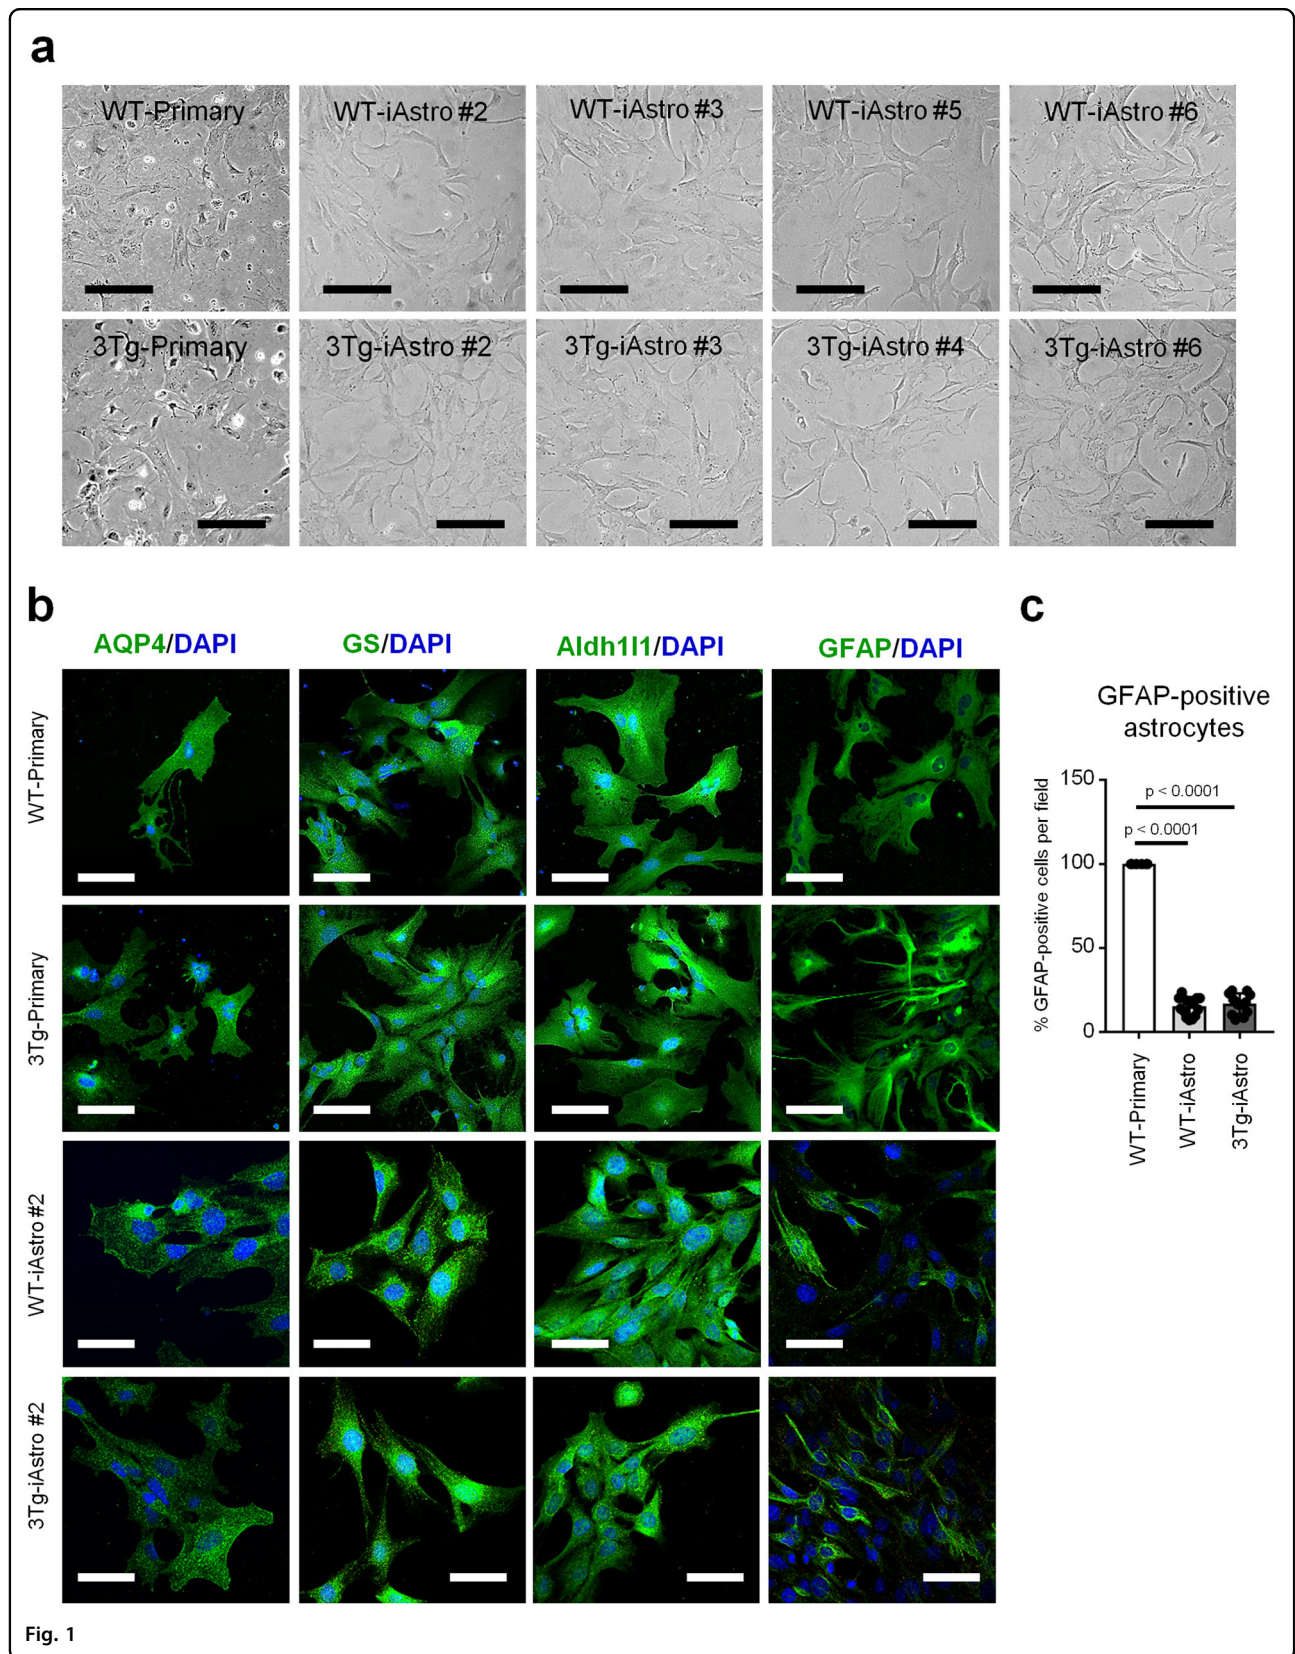 a
WT-Primary
WT-iAstro #2
WT-iAstro #3
WT-iAstro #5
WT-iAstro #6
3Tg-Primary
3Tg-iAstro #2
3Tg-iAstro #3
3Tg-iAstro #4
3Tg-iAstro #6
b
AQP4/DAPI
GS/DAPI
Aldh1l1/DAPI
GFAP/DAPI
WT-Primary
3Tg-Primary
WT-iAstro #2
3Tg-iAstro #2
c
GFAP-positive
astrocytes
% GFAP-positive cells per field
150
100
50
0
p < 0.0001
p < 0.0001
WT-Primary
WT-iAstro
3Tg-iAstro
Fig. 1